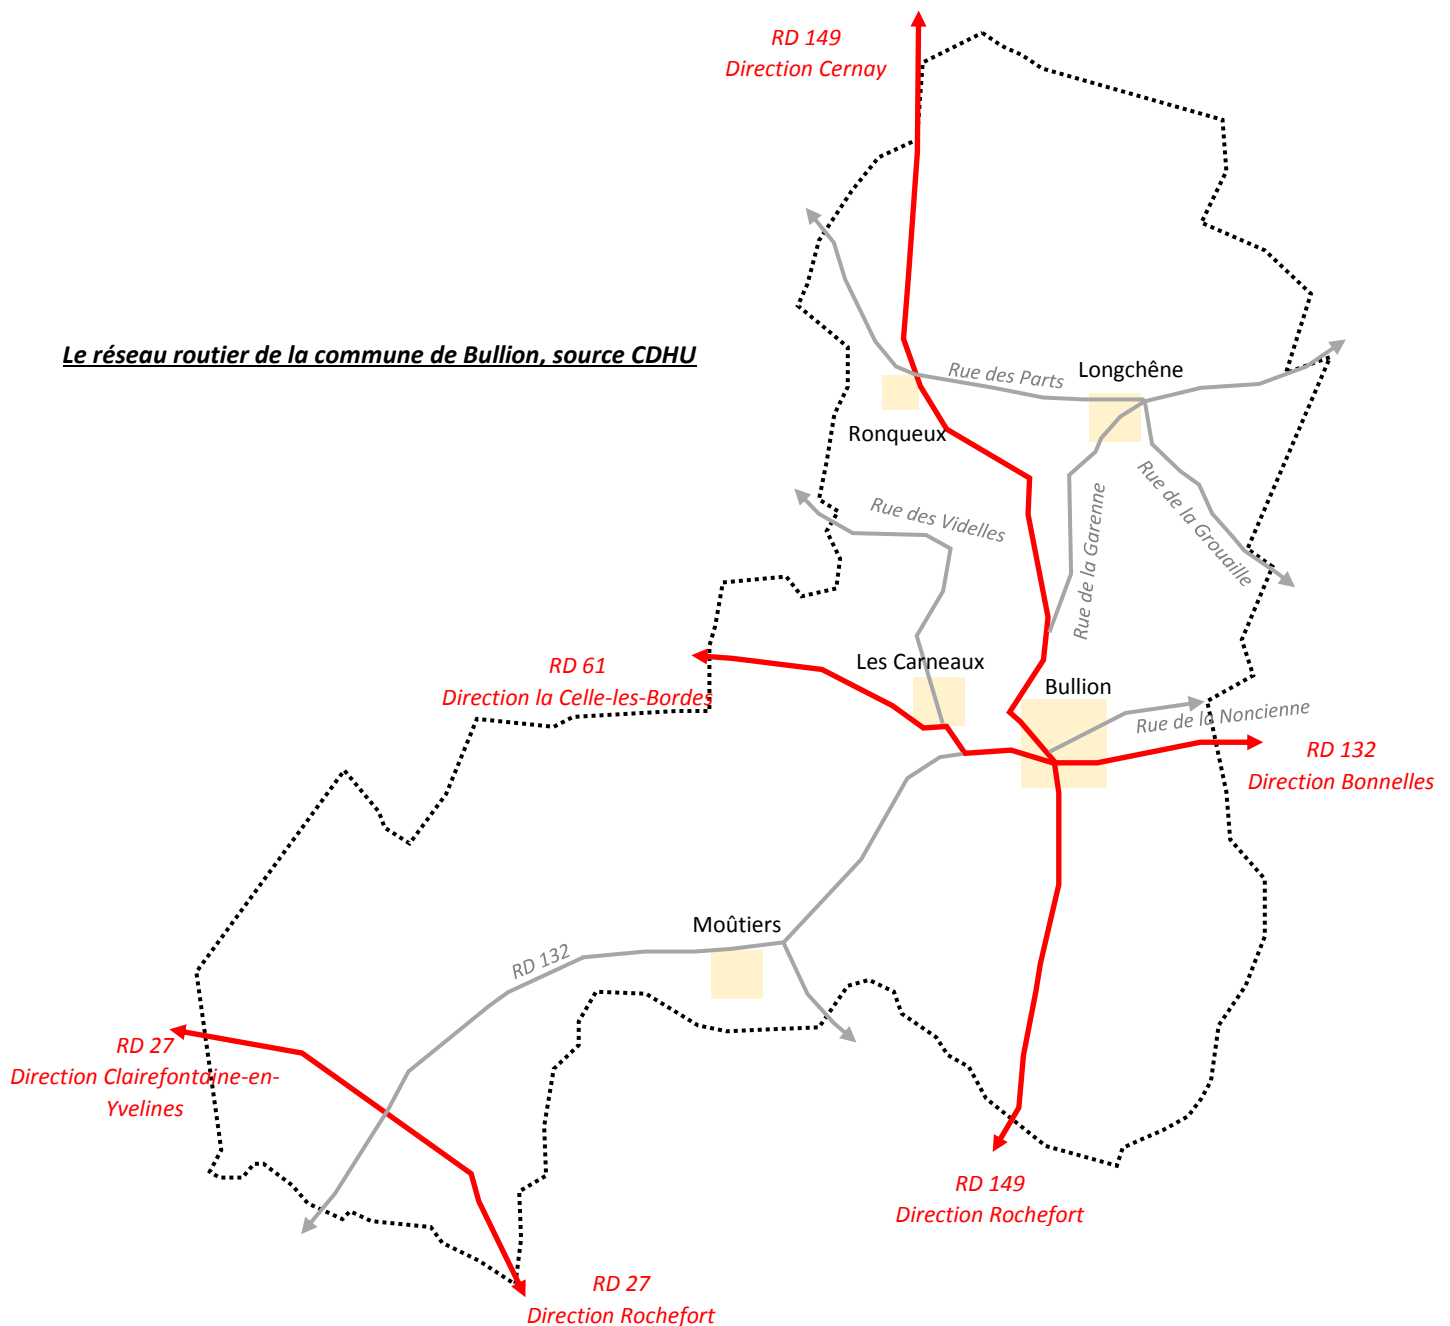 RD 149
Direction Cernay
Le réseau routier de la commune de Bullion, source CDHU
Rue des Parts
Longchêne
Ronqueux
Rue des Videlles
Rue de la Garenne
Rue de la Grouaille
Les Carneaux
RD 61
Direction la Celle-les-Bordes
Bullion
Rue de la Noncienne
RD 132
Direction Bonnelles
Moûtiers
RD 132
RD 27
Direction Clairefontaine-en-
Yvelines
RD 149
Direction Rochefort
RD 27
Direction Rochefort